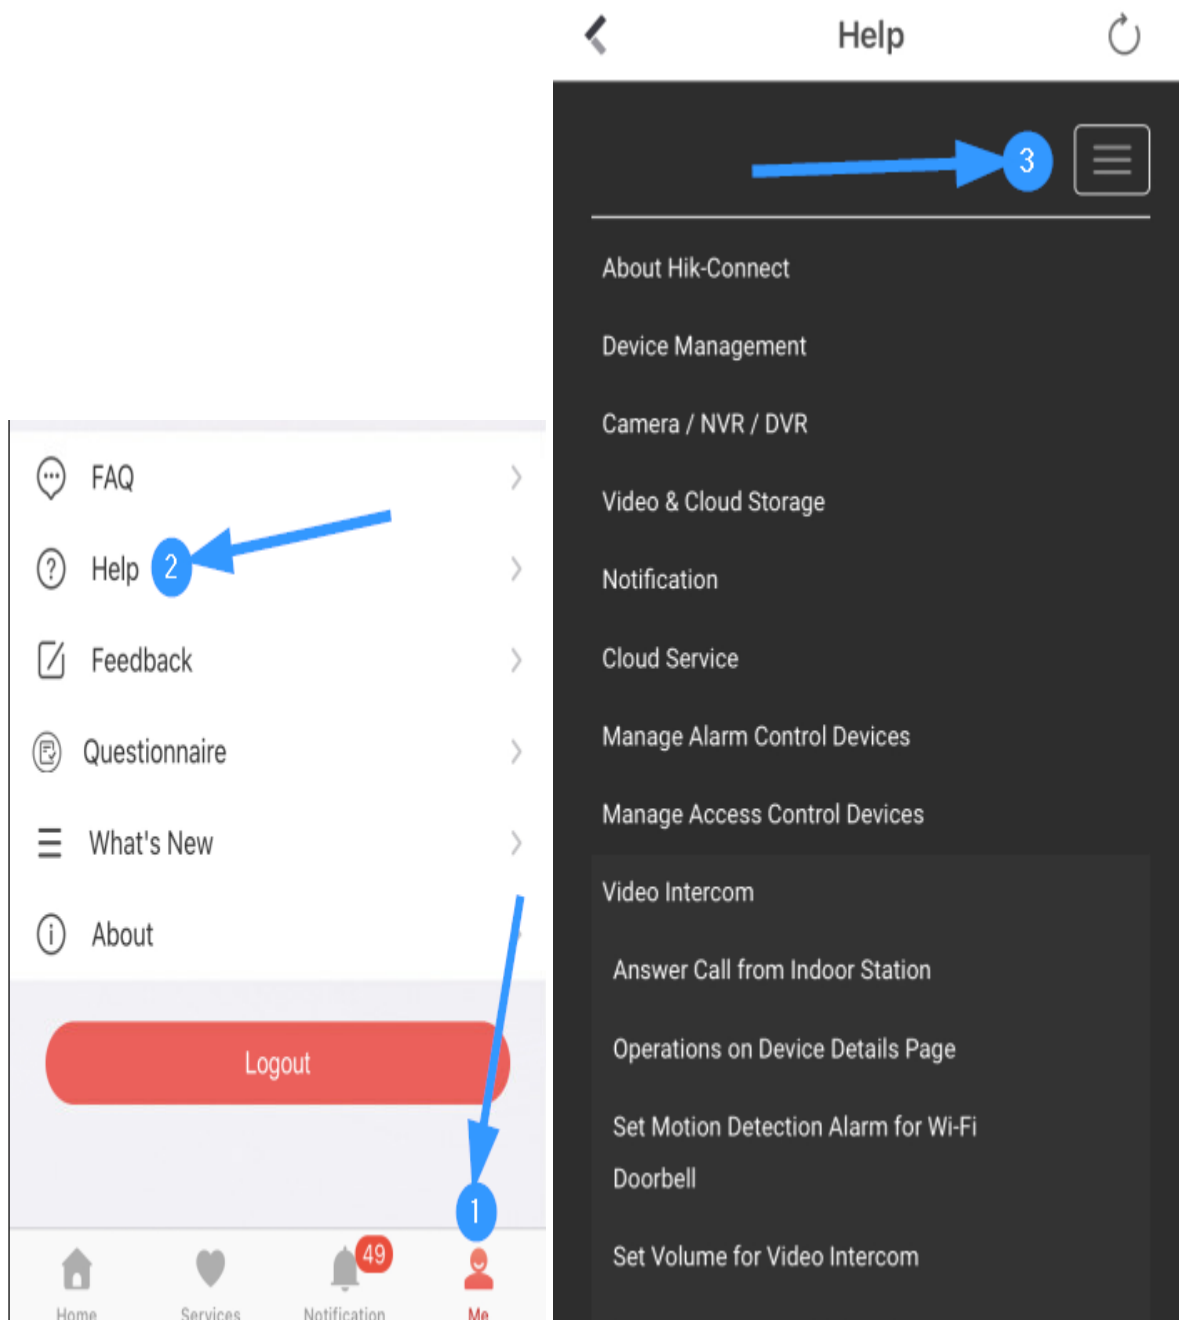 FAQ
Help 2
Feedback
Questionnaire
What's New
About
Logout
1
49
Home Services Notification Me
Help
3
About Hik-Connect
Device Management
Camera / NVR / DVR
Video & Cloud Storage
Notification
Cloud Service
Manage Alarm Control Devices
Manage Access Control Devices
Video Intercom
Answer Call from Indoor Station
Operations on Device Details Page
Set Motion Detection Alarm for Wi-Fi
Doorbell
Set Volume for Video Intercom